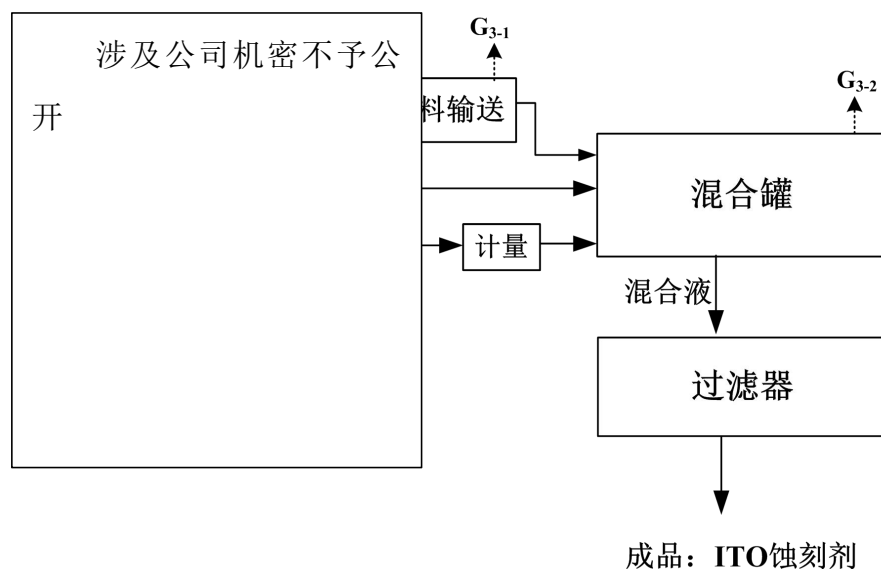 涉及公司机密不予公
开
G3-1
料输送
G3-2
混合罐
计量
混合液
过滤器
成品：ITO蚀刻剂